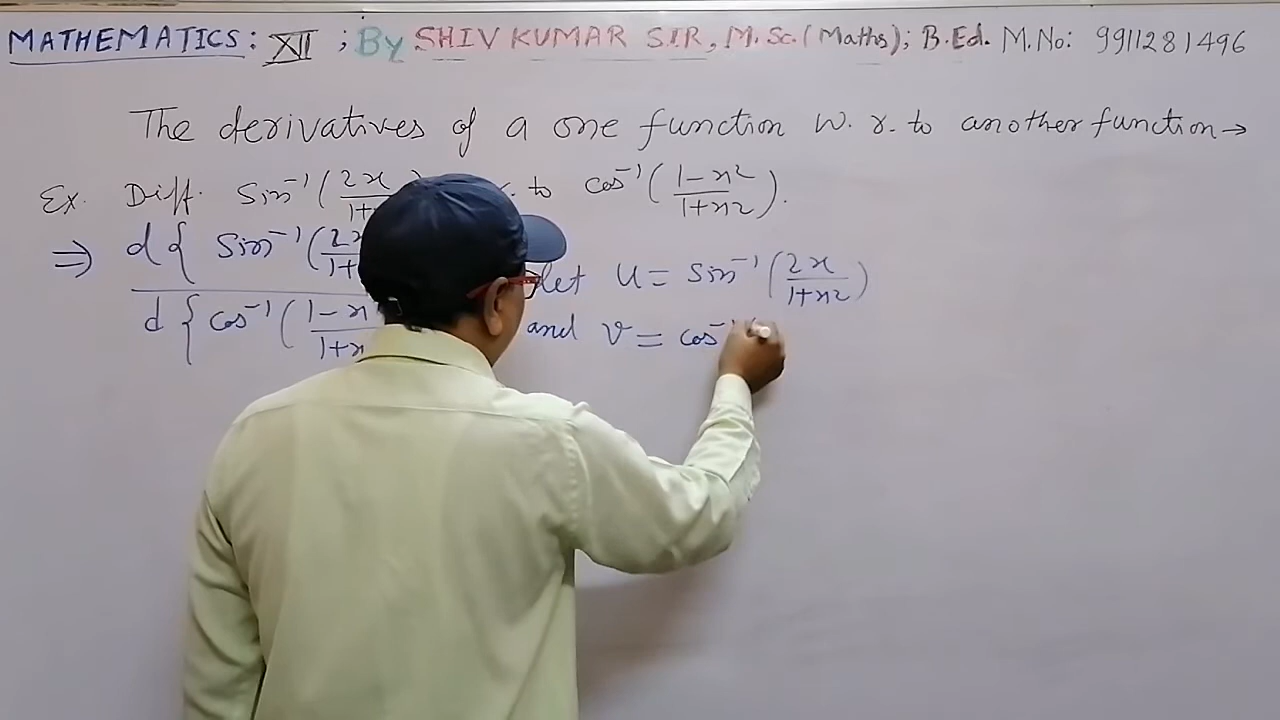 MATHEMATICS: XII ; By SHIV KUMAR SIR, M.Sc.(Maths); B.Ed. M.No: 9911281496
The derivatives of a one function w.r.to another function→
Ex. Diff. Sin⁻¹(2x/1+ to cos⁻¹(1-x2/1+x2).
⇒ d{ Sin⁻¹(2x/1+
d{cos⁻¹(1-x/1+x
let u = Sin⁻¹(2x/1+x2)
and v = cos⁻¹(